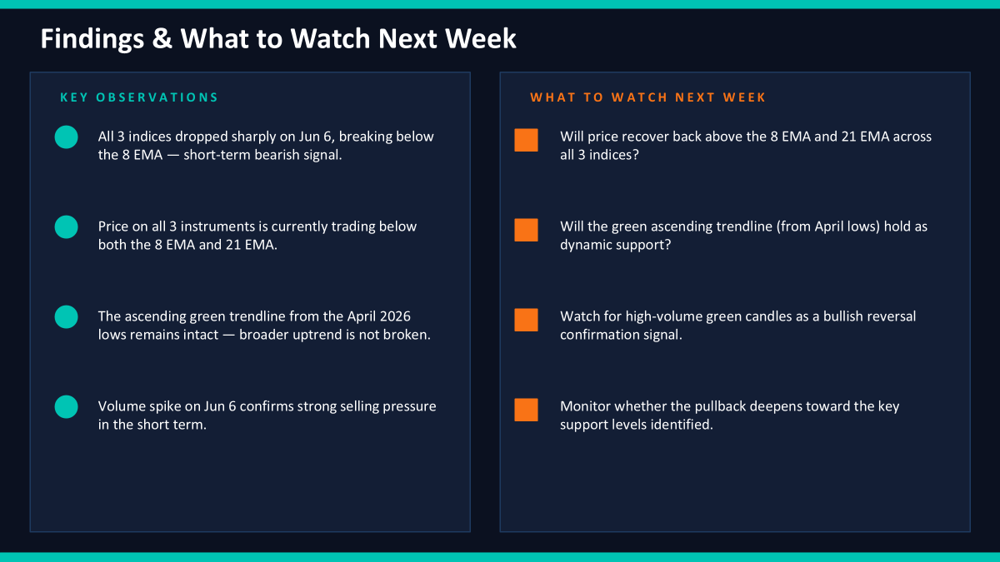 Findings & What to Watch Next Week
KEY OBSERVATIONS
All 3 indices dropped sharply on Jun 6, breaking below
the 8 EMA — short-term bearish signal.
Price on all 3 instruments is currently trading below
both the 8 EMA and 21 EMA.
The ascending green trendline from the April 2026
lows remains intact — broader uptrend is not broken.
Volume spike on Jun 6 confirms strong selling pressure
in the short term.
WHAT TO WATCH NEXT WEEK
Will price recover back above the 8 EMA and 21 EMA across
all 3 indices?
Will the green ascending trendline (from April lows) hold as
dynamic support?
Watch for high-volume green candles as a bullish reversal
confirmation signal.
Monitor whether the pullback deepens toward the key
support levels identified.